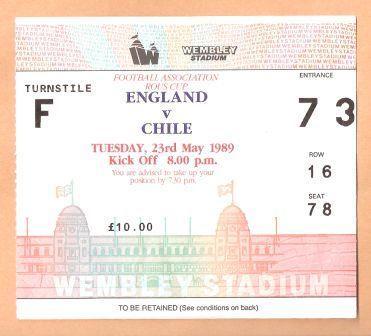 WEMBLEY
STADIUM
FOOTBALL ASSOCIATION
ROUS CUP
TURNSTILE
F
ENGLAND
v
CHILE
ENTRANCE
73
TUESDAY, 23rd May 1989
Kick Off 8.00 p.m.
You are advised to take up your
position by 7.30 p.m.
ROW
16
SEAT
78
£10.00
WEMBLEY STADIUM
TO BE RETAINED (See conditions on back)